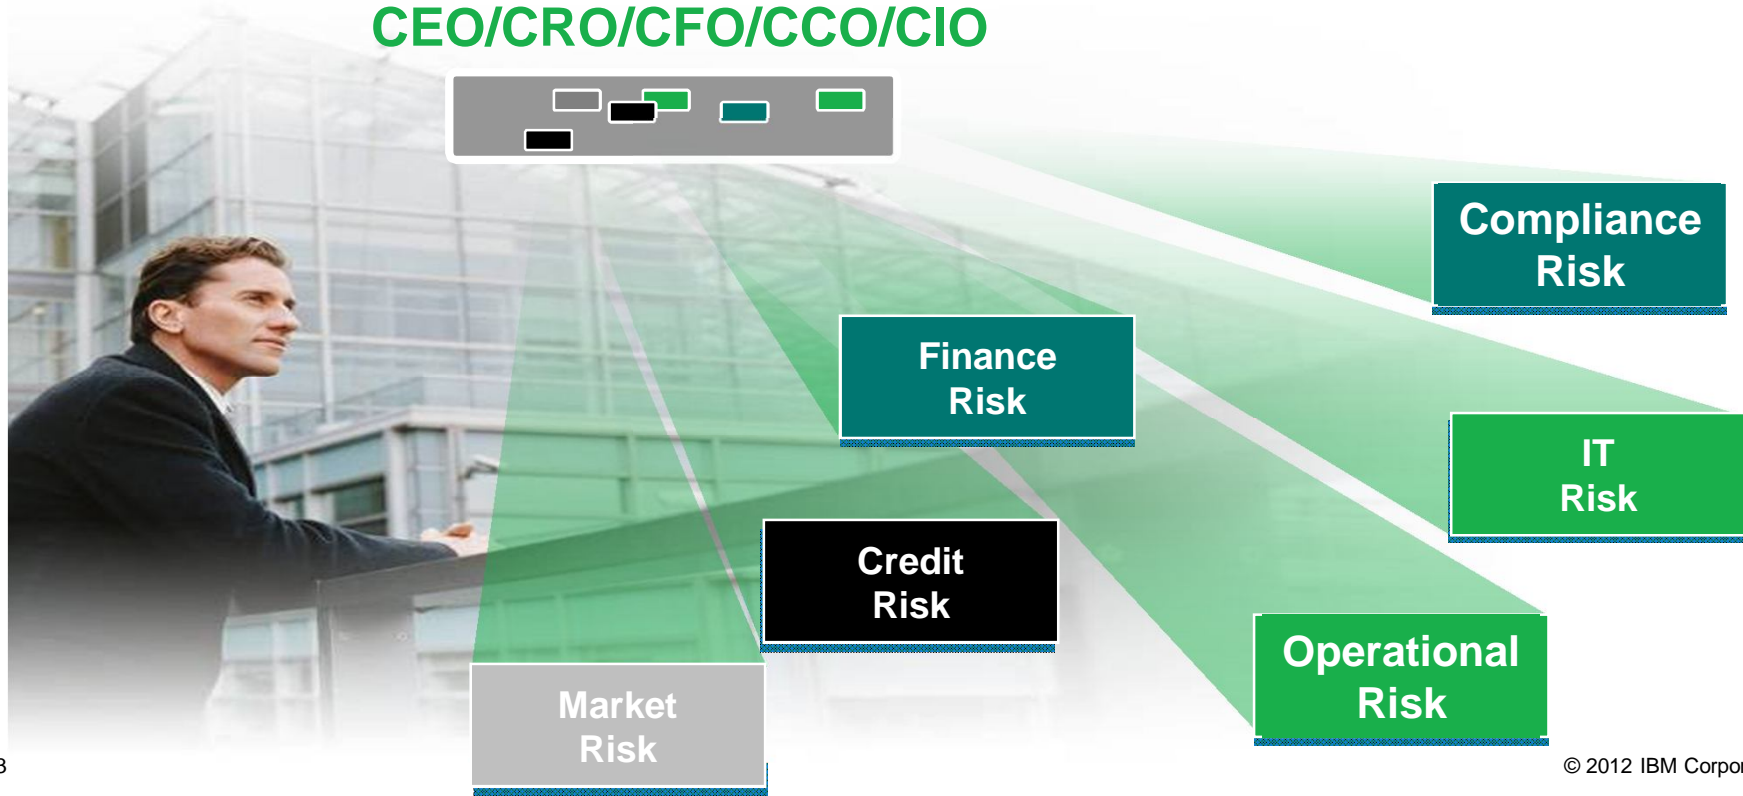 CEO/CRO/CFO/CCO/CIO
Compliance
Risk
Finance
Risk
IT
Risk
Credit
Risk
Operational
Risk
Market
Risk
© 2012 IBM Corpor